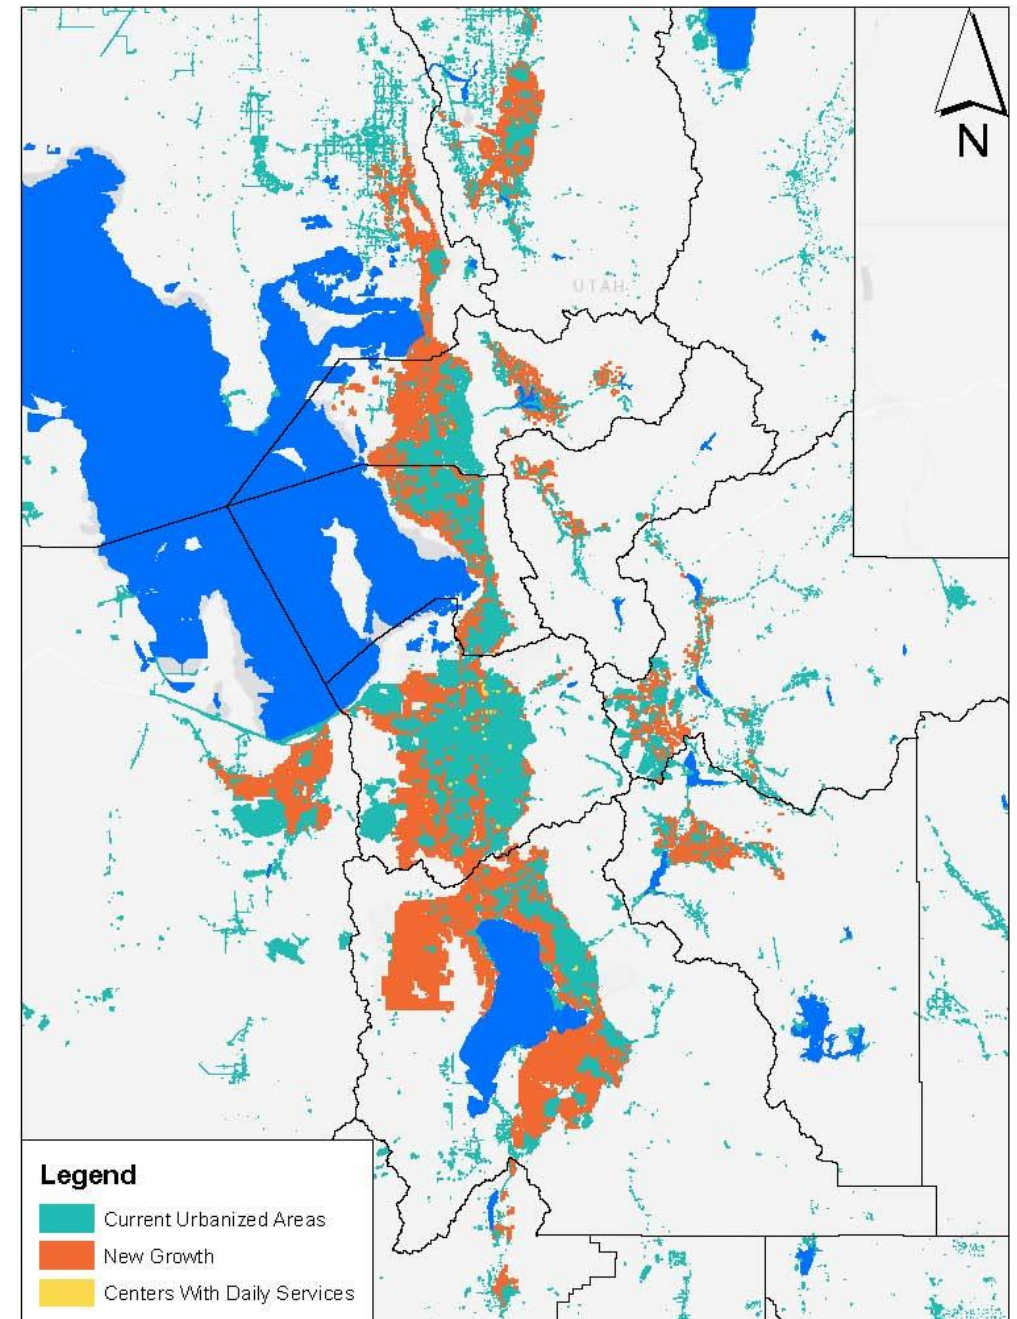 N
UTAH
Legend
Current Urbanized Areas
New Growth
Centers With Daily Services